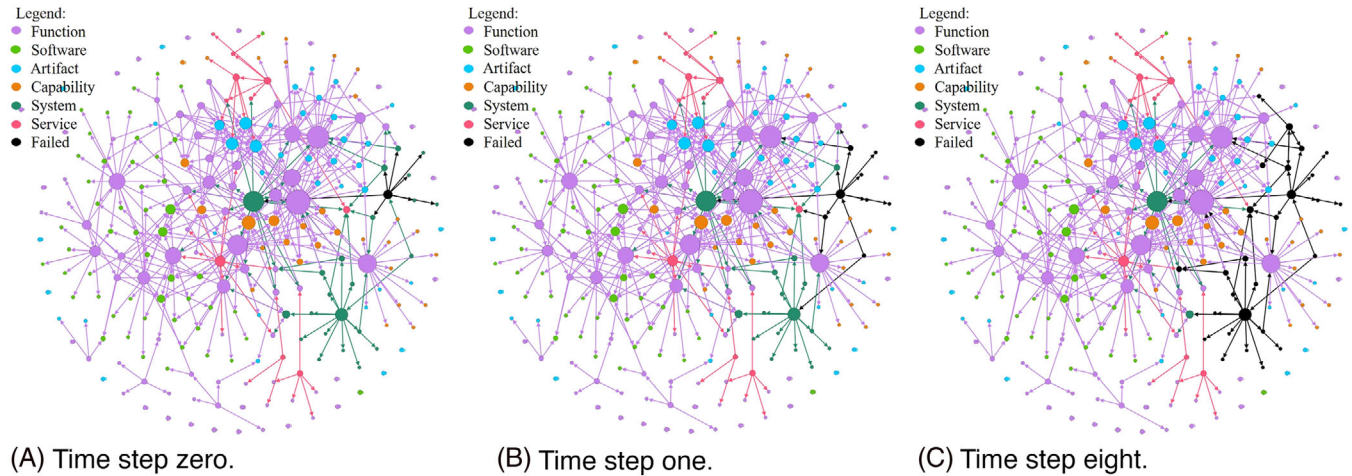 Legend:
Function
Software
Artifact
Capability
System
Service
Failed
(A) Time step zero.
Legend:
Function
Software
Artifact
Capability
System
Service
Failed
(B) Time step one.
Legend:
Function
Software
Artifact
Capability
System
Service
Failed
(C) Time step eight.